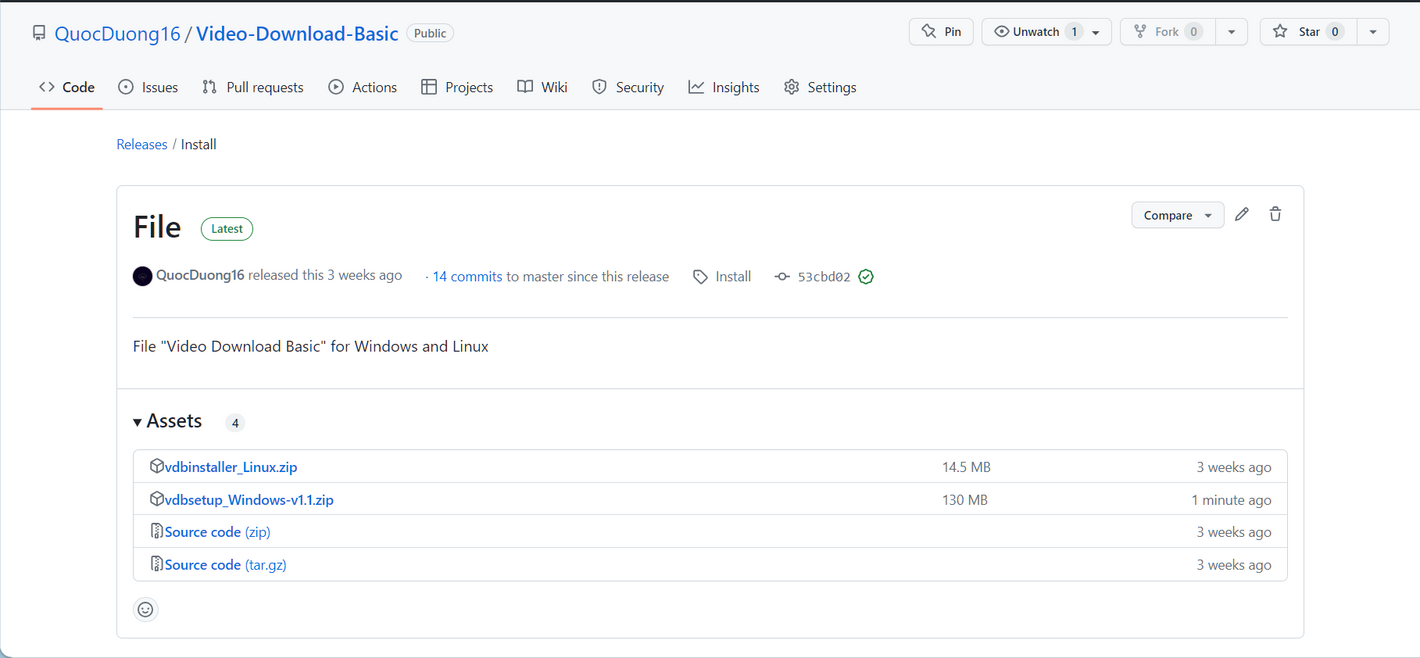 QuocDuong16 / Video-Download-Basic Public Pin Unwatch 1 Fork 0 Star 0
Code Issues Pull requests Actions Projects Wiki Security Insights Settings
Releases / Install
File Latest Compare
QuocDuong16 released this 3 weeks ago · 14 commits to master since this release Install 53cbd02
File "Video Download Basic" for Windows and Linux
Assets 4
vdbinstaller_Linux.zip 14.5 MB 3 weeks ago
vdbsetup_Windows-v1.1.zip 130 MB 1 minute ago
Source code (zip) 3 weeks ago
Source code (tar.gz) 3 weeks ago